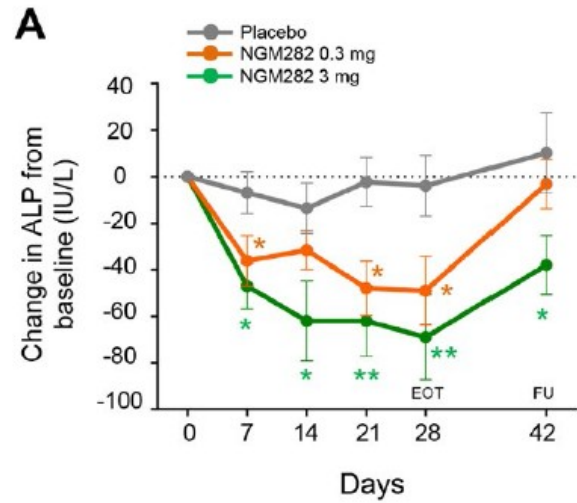 A
Placebo
NGM282 0.3 mg
NGM282 3 mg
Change in ALP from
baseline (IU/L)
40
20
0
-20
-40
-60
-80
-100
*
*
*
*
*
**
**
*
EOT
FU
0 7 14 21 28 42
Days